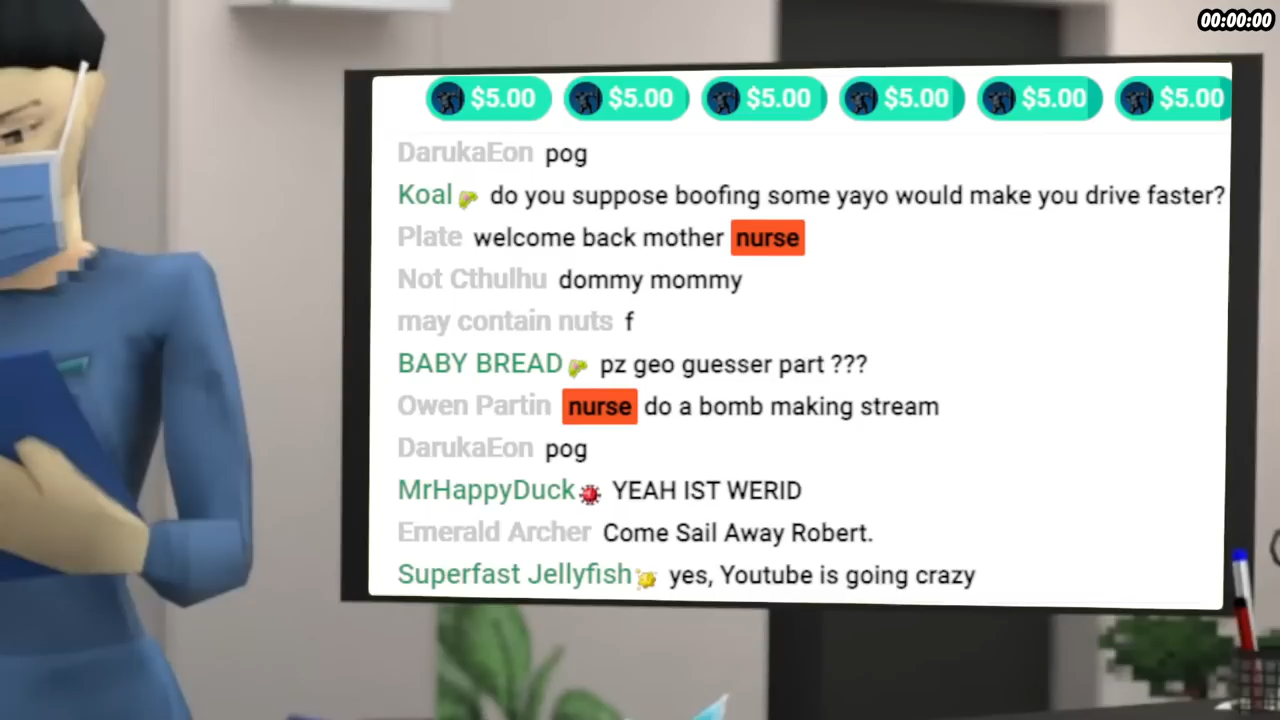 00:00:00
$5.00 $5.00 $5.00 $5.00 $5.00 $5.00
DarukaEon pog
Koal do you suppose boofing some yayo would make you drive faster?
Plate welcome back mother nurse
Not Cthulhu dommy mommy
may contain nuts f
BABY BREAD pz geo guesser part ???
Owen Partin nurse do a bomb making stream
DarukaEon pog
MrHappyDuck YEAH IST WERID
Emerald Archer Come Sail Away Robert.
Superfast Jellyfish yes, Youtube is going crazy